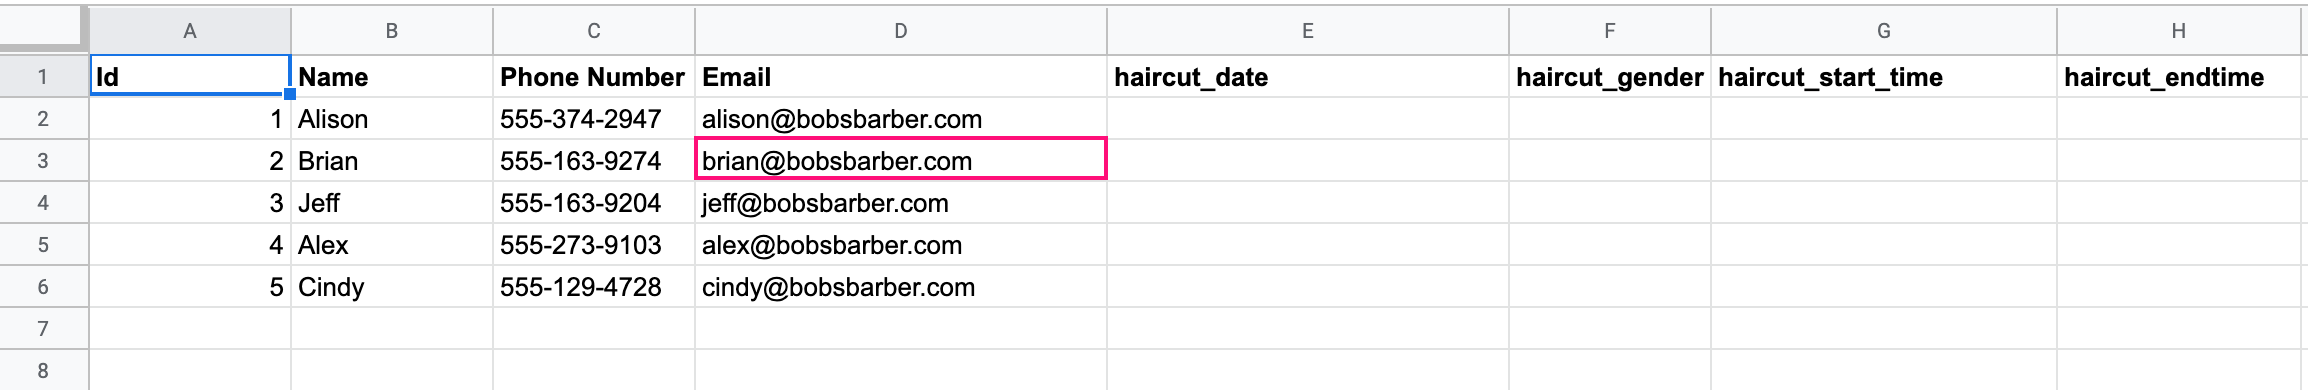 A B C D E F G H
1 Id Name Phone Number Email haircut_date haircut_gender haircut_start_time haircut_endtime
2 1 Alison 555-374-2947 alison@bobsbarber.com
3 2 Brian 555-163-9274 brian@bobsbarber.com
4 3 Jeff 555-163-9204 jeff@bobsbarber.com
5 4 Alex 555-273-9103 alex@bobsbarber.com
6 5 Cindy 555-129-4728 cindy@bobsbarber.com
7
8